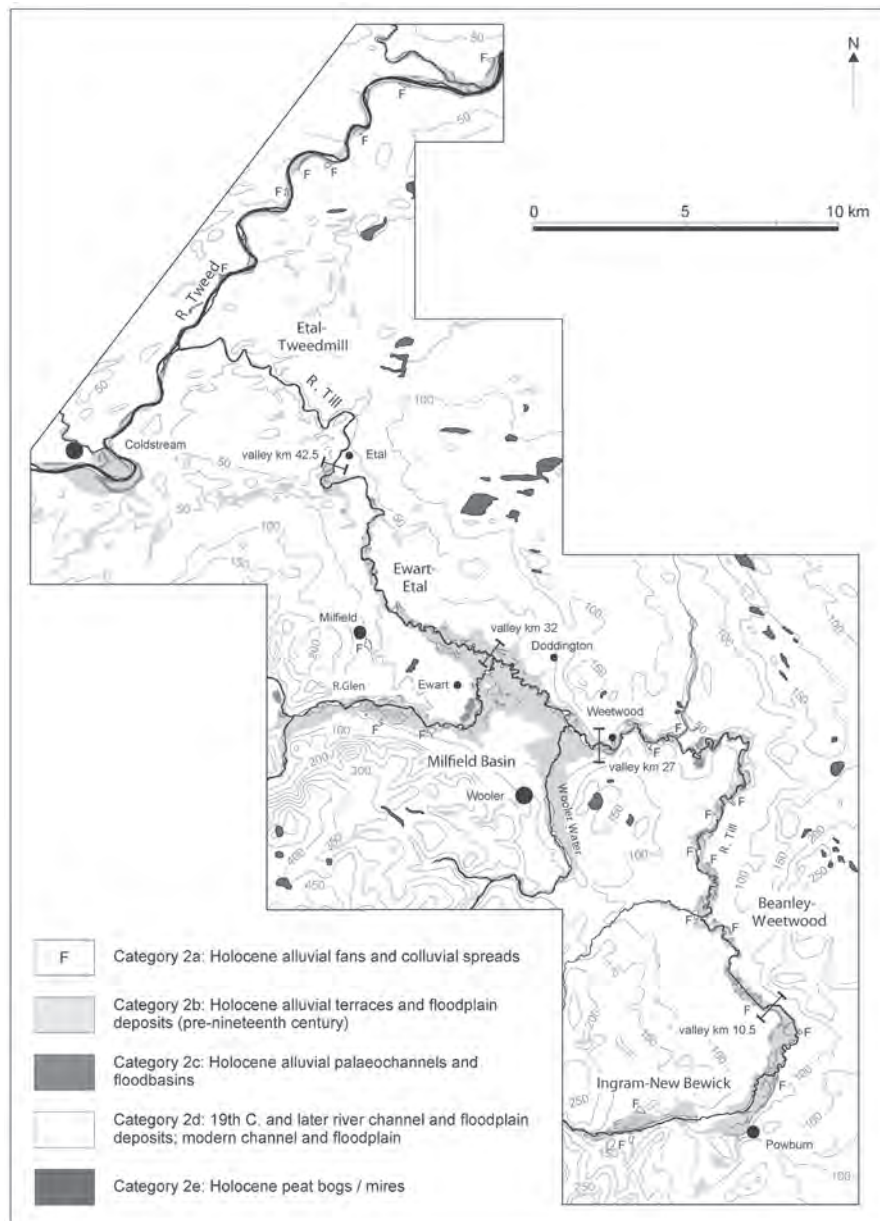 N
0 5 10 km
R. Tweed
Etal-
Tweedmill
R. Till
Coldstream
valley km 42.5
Etal
Ewart-
Etal
Milfield
valley km 32
Doddington
R.Glen
Ewart
Weetwood
valley km 27
Milfield Basin
Wooler
Wooler Water
R. Till
Beanley-
Weetwood
valley km 10.5
Ingram-New Bewick
Powburn
F Category 2a: Holocene alluvial fans and colluvial spreads
Category 2b: Holocene alluvial terraces and floodplain
deposits (pre-nineteenth century)
Category 2c: Holocene alluvial palaeochannels and
floodbasins
Category 2d: 19th C. and later river channel and floodplain
deposits; modern channel and floodplain
Category 2e: Holocene peat bogs / mires